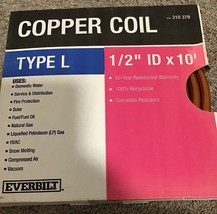 COPPER COIL
310 379
TYPE L
1/2" ID x 10'
USES:
• Domestic Water
• Service & Distribution
• Fire Protection
• Solar
• Fuel/Fuel Oil
• Natural Gas
• Liquefied Petroleum (LP) Gas
• HVAC
• Snow Melting
• Compressed Air
• Vacuum
• 50-Year Residential Warranty
• 100% Recyclable
• Corrosion Resistant
EVERBILT